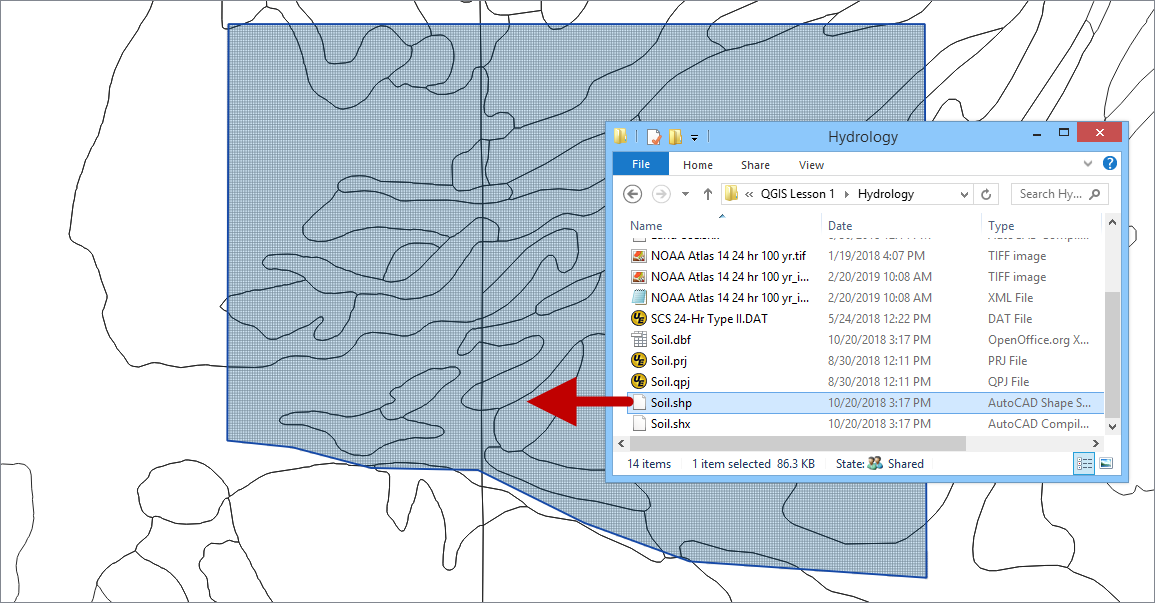 Hydrology
File Home Share View
« QGIS Lesson 1 Hydrology Search Hy...
Name Date Type
NOAA Atlas 14 24 hr 100 yr.tif 1/19/2018 4:07 PM TIFF image
NOAA Atlas 14 24 hr 100 yr_i... 2/20/2019 10:08 AM TIFF image
NOAA Atlas 14 24 hr 100 yr_i... 2/20/2019 10:08 AM XML File
SCS 24-Hr Type II.DAT 5/24/2018 12:22 PM DAT File
Soil.dbf 10/20/2018 3:17 PM OpenOffice.org X...
Soil.prj 8/30/2018 12:11 PM PRJ File
Soil.qpj 8/30/2018 12:11 PM QPJ File
Soil.shp 10/20/2018 3:17 PM AutoCAD Shape S...
Soil.shx 10/20/2018 3:17 PM AutoCAD Compil...
14 items 1 item selected 86.3 KB State: Shared